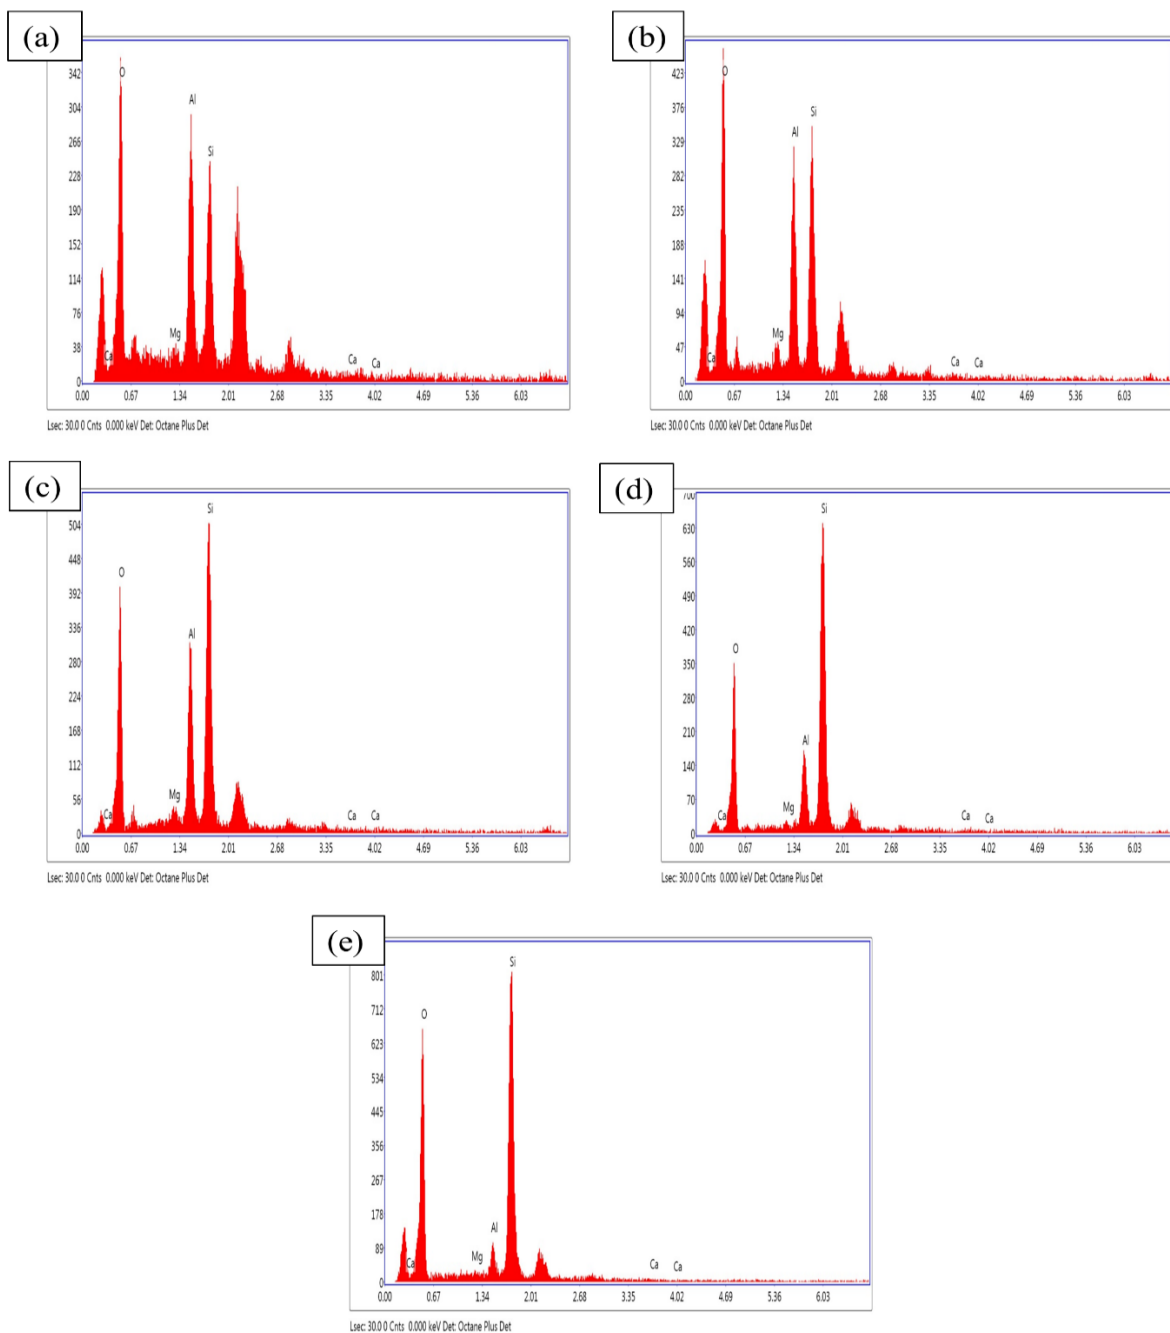 (a)
342
304
266
228
190
152
114
76
38
0
O
Al
Si
Ca
Mg
Ca
Ca
0.00 0.67 1.34 2.01 2.68 3.35 4.02 4.69 5.36 6.03
Lsec: 30.0 0 Cnts 0.000 keV Det: Octane Plus Det
(b)
423
376
329
282
235
188
141
94
47
0
O
Al
Si
Ca
Mg
Ca
Ca
0.00 0.67 1.34 2.01 2.68 3.35 4.02 4.69 5.36 6.03
Lsec: 30.0 0 Cnts 0.000 keV Det: Octane Plus Det
(c)
504
448
392
336
280
224
168
112
56
0
Si
O
Al
Ca
Mg
Ca
Ca
0.00 0.67 1.34 2.01 2.68 3.35 4.02 4.69 5.36 6.03
Lsec: 30.0 0 Cnts 0.000 keV Det: Octane Plus Det
(d)
700
630
560
490
420
350
280
210
140
70
0
Si
O
Al
Ca
Mg
Ca
Ca
0.00 0.67 1.34 2.01 2.68 3.35 4.02 4.69 5.36 6.03
Lsec: 30.0 0 Cnts 0.000 keV Det: Octane Plus Det
(e)
801
712
623
534
445
356
267
178
89
0
Si
O
Al
Ca
Mg
Ca
Ca
0.00 0.67 1.34 2.01 2.68 3.35 4.02 4.69 5.36 6.03
Lsec: 30.0 0 Cnts 0.000 keV Det: Octane Plus Det